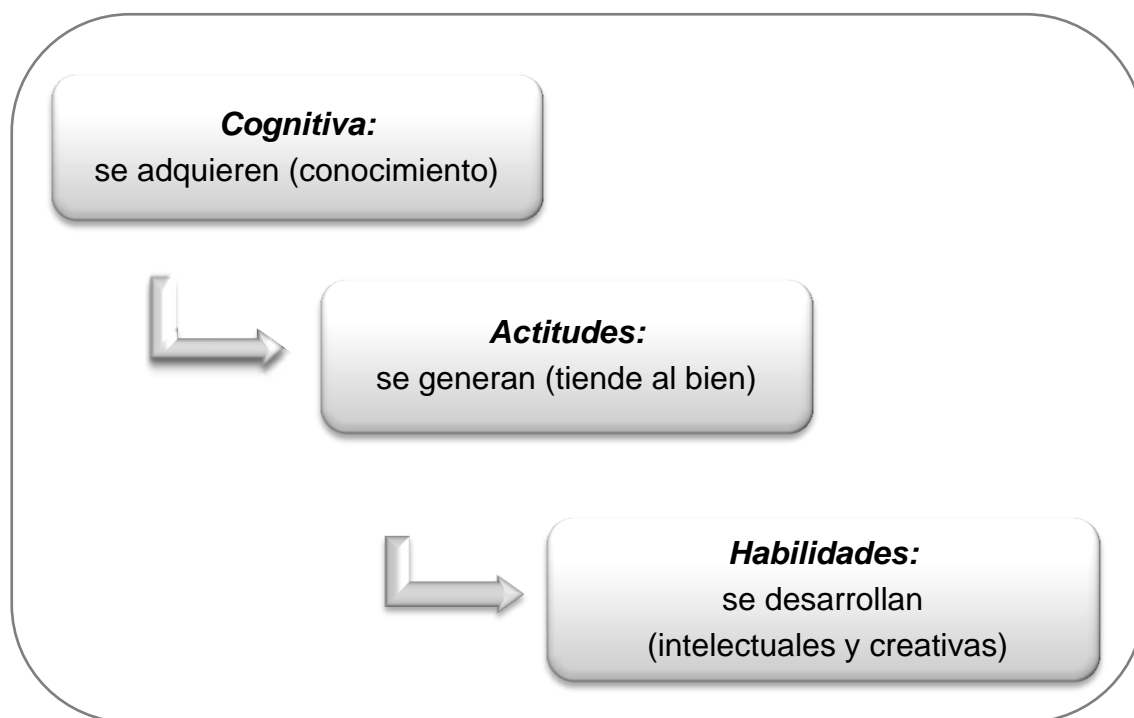 Cognitiva:
se adquieren (conocimiento)
Actitudes:
se generan (tiende al bien)
Habilidades:
se desarrollan
(intelectuales y creativas)